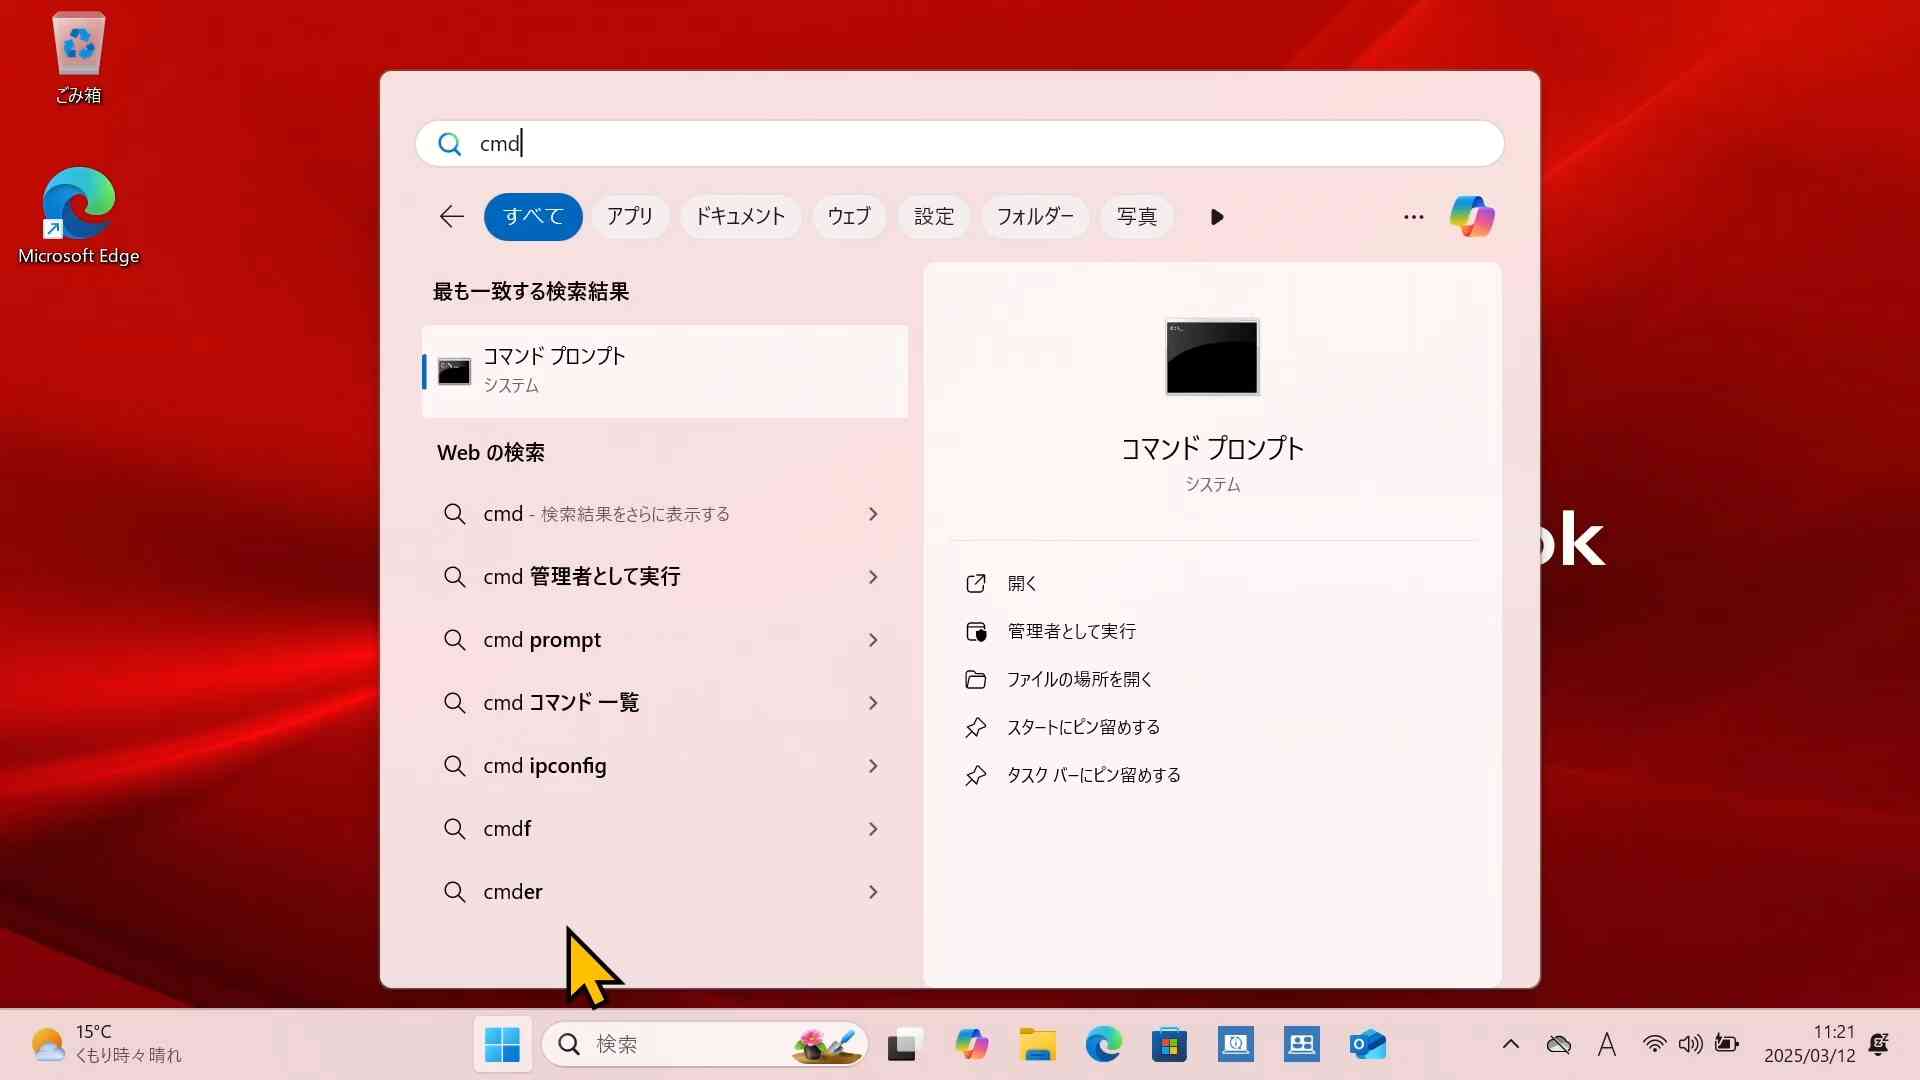 ごみ箱
Microsoft Edge
cmd
すべて アプリ ドキュメント ウェブ 設定 フォルダー 写真
最も一致する検索結果
コマンド プロンプト
システム
Web の検索
cmd - 検索結果をさらに表示する
cmd 管理者として実行
cmd prompt
cmd コマンド 一覧
cmd ipconfig
cmdf
cmder
コマンド プロンプト
システム
開く
管理者として実行
ファイルの場所を開く
スタートにピン留めする
タスク バーにピン留めする
ok
15°C
くもり時々晴れ
検索
A
11:21
2025/03/12